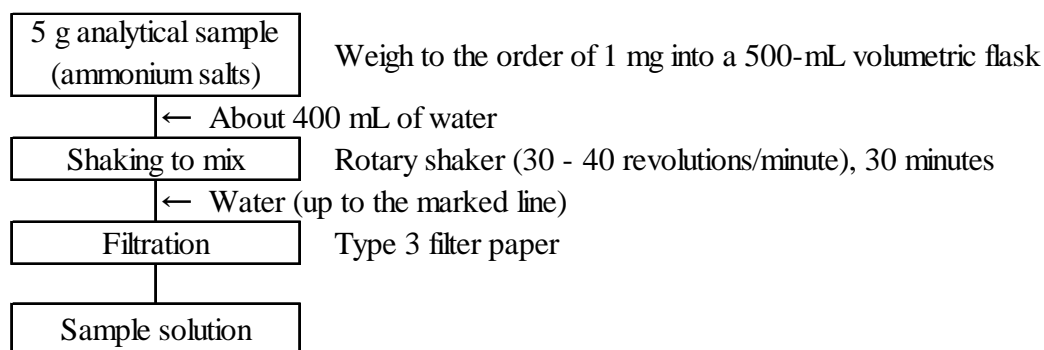 5 g analytical sample
(ammonium salts)
Weigh to the order of 1 mg into a 500-mL volumetric flask
← About 400 mL of water
Shaking to mix
Rotary shaker (30 - 40 revolutions/minute), 30 minutes
← Water (up to the marked line)
Filtration
Type 3 filter paper
Sample solution